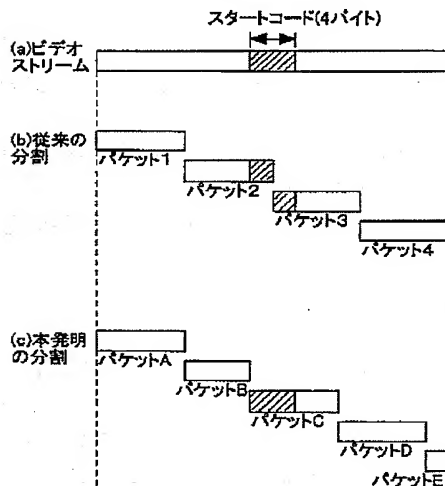 スタートコード(4バイト)
(a)ビデオ
ストリーム
(b)従来の
分割
パケット1
パケット2
パケット3
パケット4
(c)本発明
の分割
パケットA
パケットB
パケットC
パケットD
パケットE